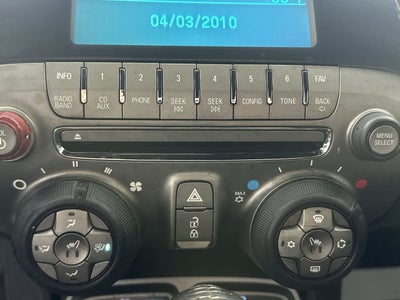 04/03/2010
INFO 1 2 3 4 5 6 FAV
RADIO BAND CD AUX PHONE SEEK SEEK CONFIG TONE BACK
MENU SELECT
MAX